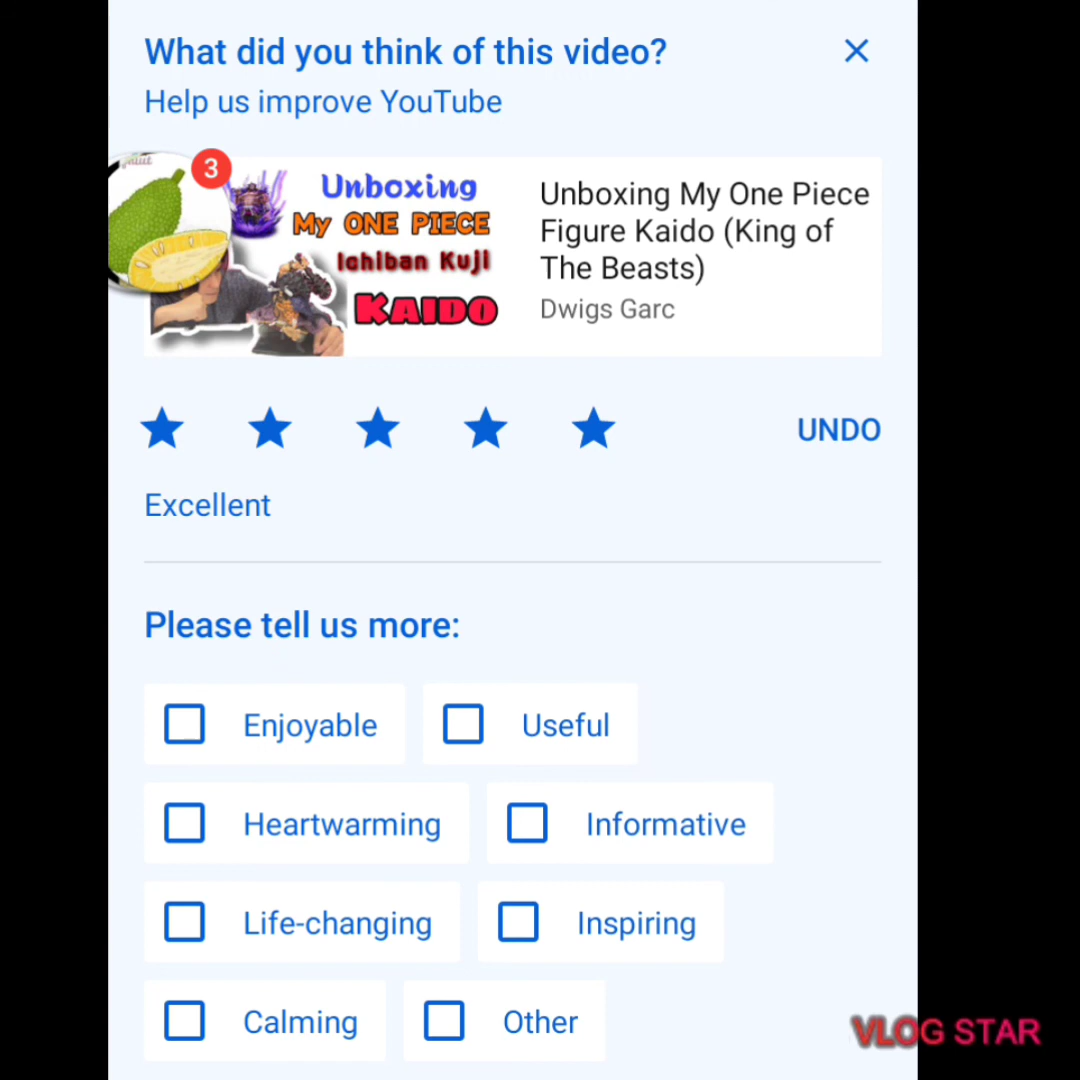 What did you think of this video?
Help us improve YouTube
3
Unboxing
My ONE PIECE
Ichiban Kuji
KAIDO
Unboxing My One Piece
Figure Kaido (King of
The Beasts)
Dwigs Garc
UNDO
Excellent
Please tell us more:
Enjoyable
Useful
Heartwarming
Informative
Life-changing
Inspiring
Calming
Other
VLOG STAR